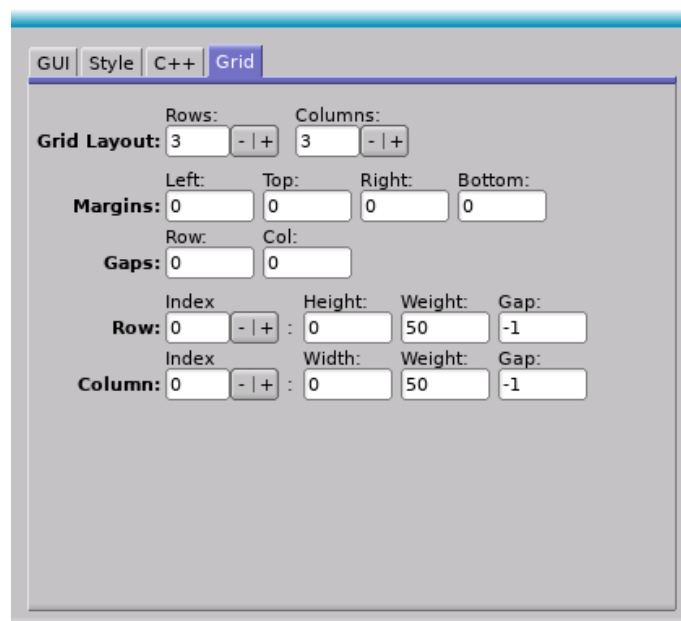 GUI Style C++ Grid
Rows: Columns:
Grid Layout: 3 - | + 3 - | +
Left: Top: Right: Bottom:
Margins: 0 0 0 0
Row: Col:
Gaps: 0 0
Index Height: Weight: Gap:
Row: 0 - | + : 0 50 -1
Index Width: Weight: Gap:
Column: 0 - | + : 0 50 -1